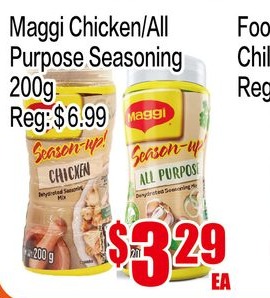 Maggi Chicken/All
Purpose Seasoning
200g
Reg:$6.99
Foo
Chil
Reg
Maggi
Season-up!
CHICKEN
Dehydrated Seasoning
Mix
200 g
Maggi
Season-up
ALL PURPOSE
Dehydrated Seasoning Mix
$3.29
EA